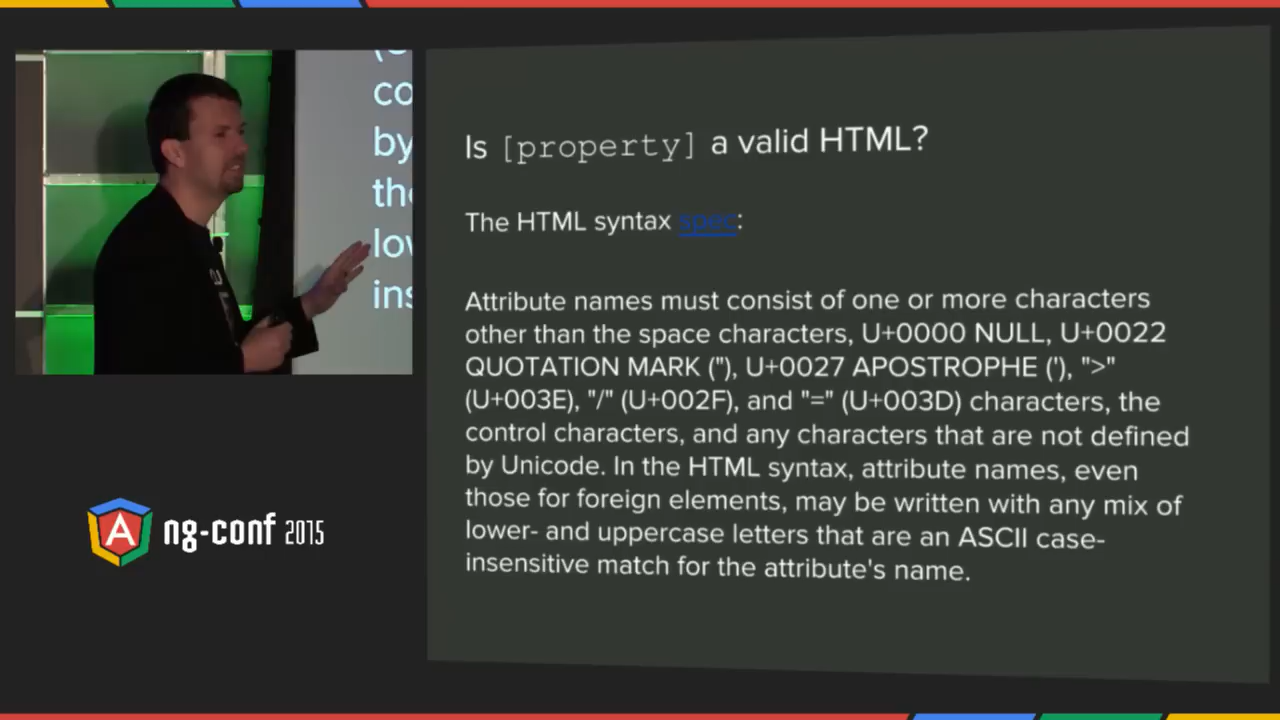 co
by
the
lov
ins
ng-conf 2015
Is [property] a valid HTML?
The HTML syntax spec:
Attribute names must consist of one or more characters
other than the space characters, U+0000 NULL, U+0022
QUOTATION MARK ("), U+0027 APOSTROPHE ('), ">"
(U+003E), "/" (U+002F), and "=" (U+003D) characters, the
control characters, and any characters that are not defined
by Unicode. In the HTML syntax, attribute names, even
those for foreign elements, may be written with any mix of
lower- and uppercase letters that are an ASCII case-
insensitive match for the attribute's name.